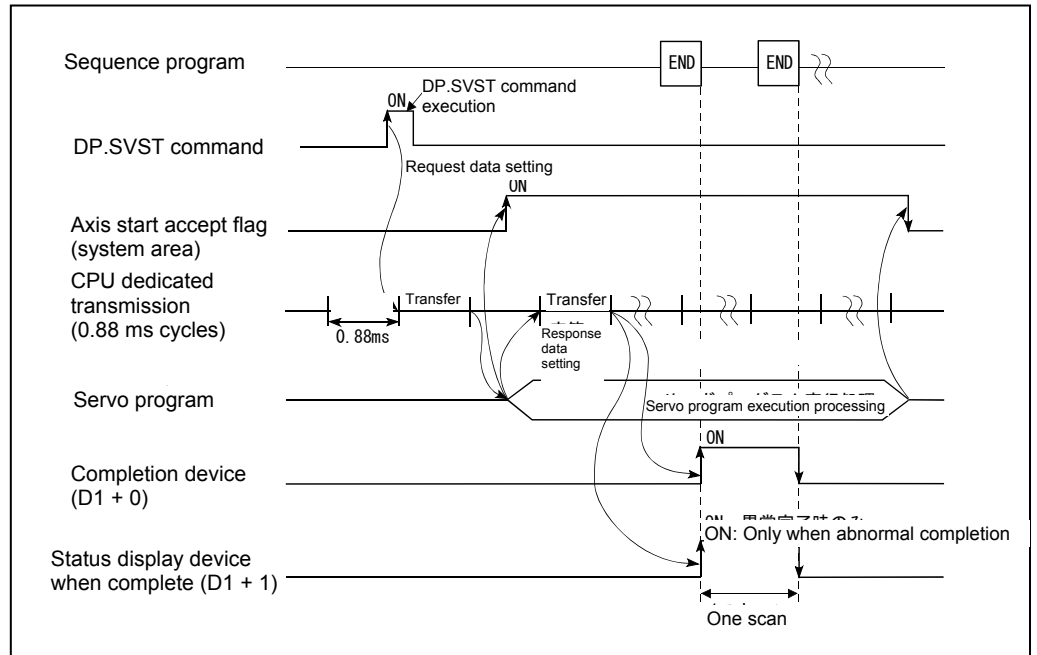 Sequence program
END
END
ON
DP.SVST command
execution
DP.SVST command
Request data setting
ON
Axis start accept flag
(system area)
CPU dedicated
transmission
(0.88 ms cycles)
Transfer
Transfer
0.88ms
Response
data
setting
Servo program
Servo program execution processing
ON
Completion device
(D1 + 0)
ON: Only when abnormal completion
Status display device
when complete (D1 + 1)
One scan